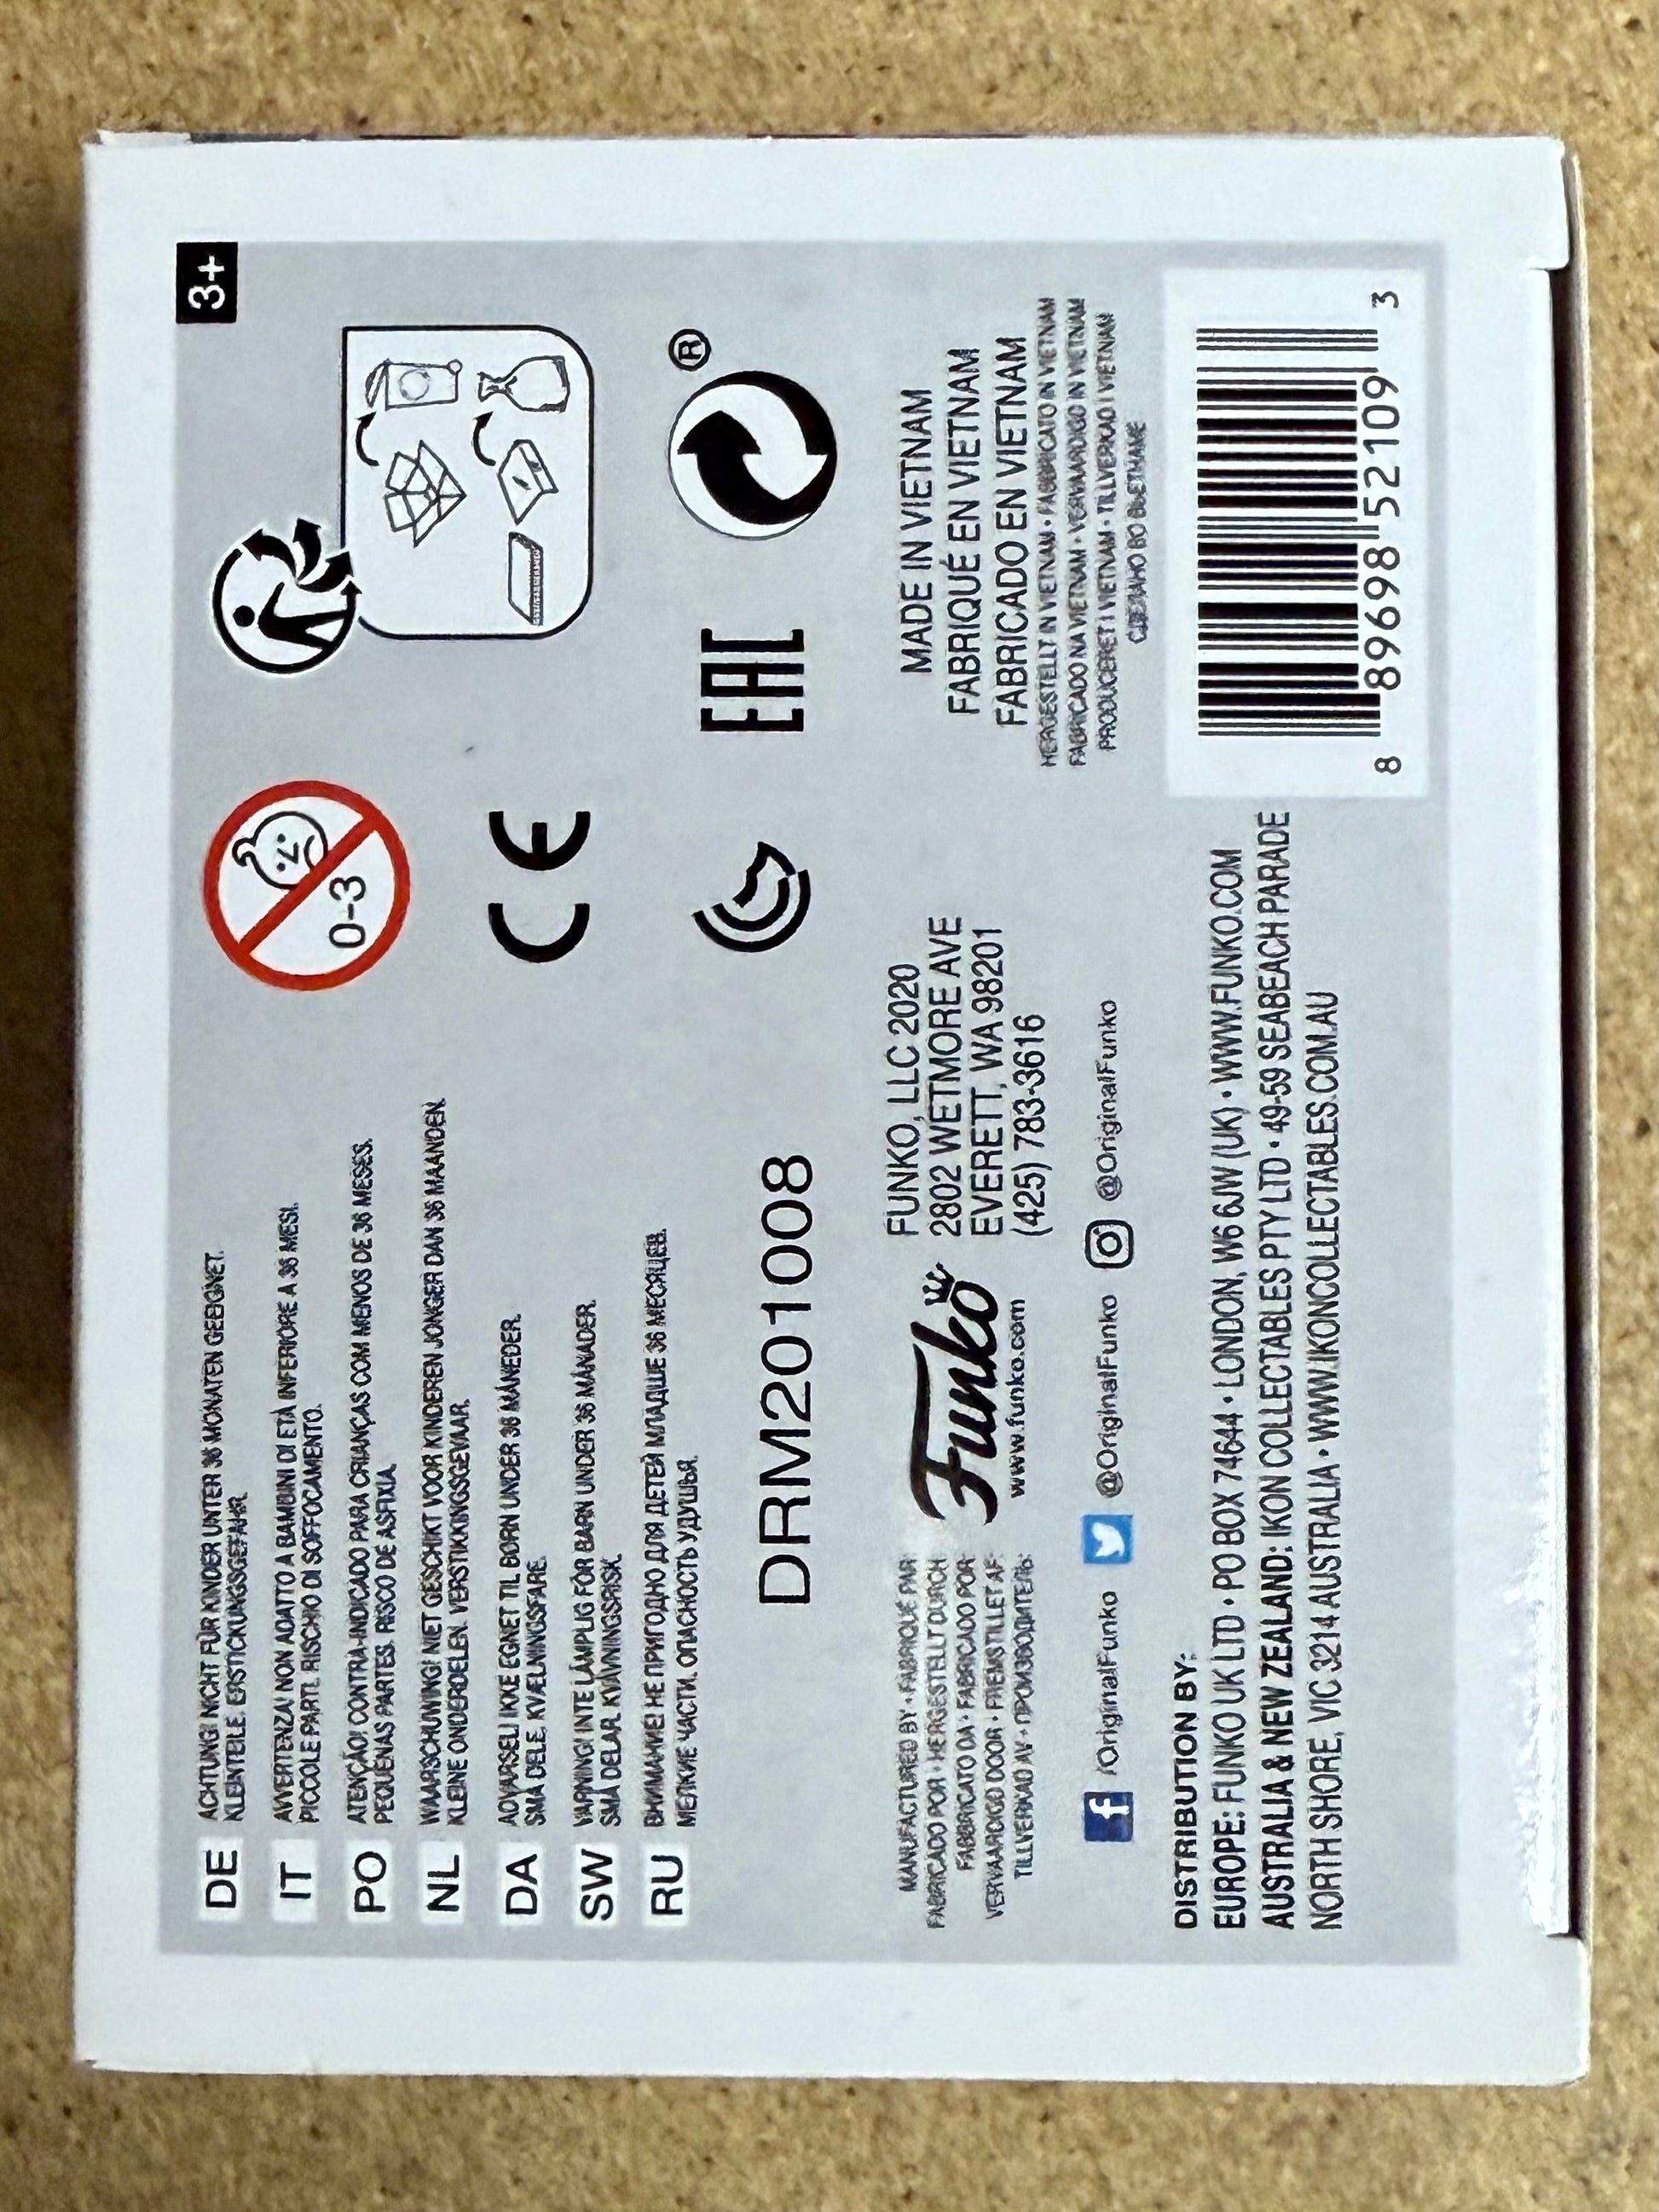 3+
DE
ACHTUNG! NICHT FÜR KINDER UNTER 36 MONATEN GEEIGNET.
KLEINTEILE. ERSTICKUNGSGEFAHR.
IT
AVVERTENZA! NON ADATTO A BAMBINI DI ETÀ INFERIORE A 36 MESI.
PICCOLE PARTI. RISCHIO DI SOFFOCAMENTO.
PO
ATENÇÃO! CONTRA-INDICADO PARA CRIANÇAS COM MENOS DE 36 MESES.
PEQUENAS PARTES. RISCO DE ASFIXIA.
NL
WAARSCHUWING! NIET GESCHIKT VOOR KINDEREN JONGER DAN 36 MAANDEN.
KLEINE ONDERDELEN. VERSTIKKINGSGEVAAR.
DA
ADVARSEL! IKKE EGNET TIL BØRN UNDER 36 MÅNEDER.
SMÅ DELE. KVÆLNINGSFARE.
SW
VARNING! INTE LÄMPLIG FÖR BARN UNDER 36 MÅNADER.
SMÅ DELAR. KVÄVNINGSRISK.
RU
ВНИМАНИЕ! НЕ ПРИГОДНО ДЛЯ ДЕТЕЙ МЛАДШЕ 36 МЕСЯЦЕВ.
МЕЛКИЕ ЧАСТИ. ОПАСНОСТЬ УДУШЬЯ.
0-3
CE
EAC
®
DRM201008
MANUFACTURED BY • FABRIQUÉ PAR:
FABRICADO POR • HERGESTELLT DURCH
FABBRICATO DA • FABRICADO POR:
VERVAARDIGD DOOR • FREMSTILLET AF:
TILLVERKAD AV • ПРОИЗВОДИТЕЛЬ:
Funko
www.funko.com
FUNKO, LLC 2020
2802 WETMORE AVE
EVERETT, WA 98201
(425) 783-3616
/OriginalFunko @OriginalFunko @OriginalFunko
MADE IN VIETNAM
FABRIQUÉ EN VIETNAM
FABRICADO EN VIETNAM
HERGESTELLT IN VIETNAM • FABBRICATO IN VIETNAM
FABRICADO NA VIETNAM • VERVAARDIGD IN VIETNAM
PRODUCERET I VIETNAM • TILLVERKAD I VIETNAM
СДЕЛАНО ВО ВЬЕТНАМЕ
DISTRIBUTION BY:
EUROPE: FUNKO UK LTD • PO BOX 74644 • LONDON, W6 6JW (UK) • WWW.FUNKO.COM
AUSTRALIA & NEW ZEALAND: IKON COLLECTABLES PTY LTD • 49-59 SEABEACH PARADE
NORTH SHORE, VIC 3214 AUSTRALIA • WWW.IKONCOLLECTABLES.COM.AU
8 89698 52109 3